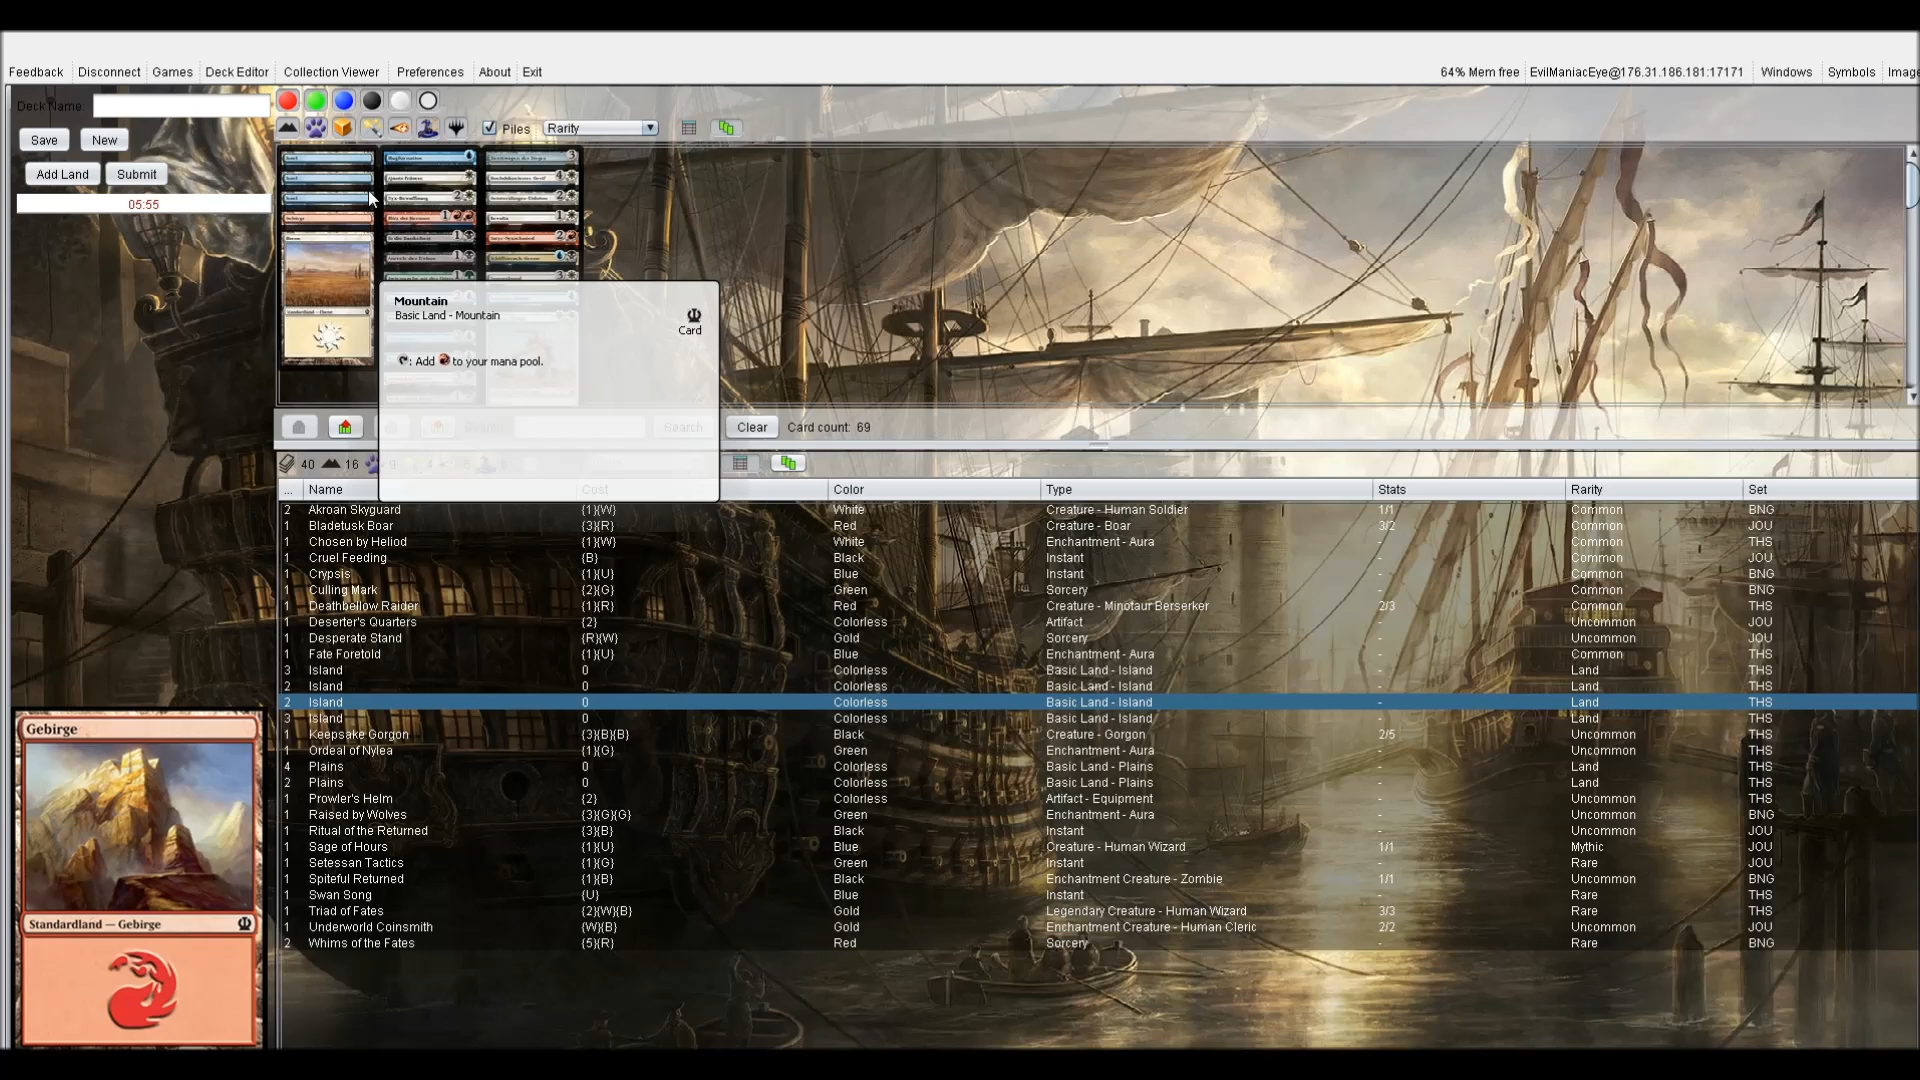 Feedback Disconnect Games Deck Editor Collection Viewer Preferences About Exit 64% Mem free EvilManiacEye@176.31.186.181:17171 Windows Symbols Image
Deck Name:
Save New
Piles Rarity
Add Land Submit
05:55
Mountain
Basic Land - Mountain
Card
: Add to your mana pool.
Search Clear Card count: 69
40 16
... Name Cost Color Type Stats Rarity Set
2 Akroan Skyguard {1}{W} White Creature - Human Soldier 1/1 Common BNG
1 Bladetusk Boar {3}{R} Red Creature - Boar 3/2 Common JOU
1 Chosen by Heliod {1}{W} White Enchantment - Aura - Common THS
1 Cruel Feeding {B} Black Instant - Common JOU
1 Crypsis {1}{U} Blue Instant - Common BNG
1 Culling Mark {2}{G} Green Sorcery - Common BNG
1 Deathbellow Raider {1}{R} Red Creature - Minotaur Berserker 2/3 Common THS
1 Deserter's Quarters {2} Colorless Artifact - Uncommon JOU
1 Desperate Stand {R}{W} Gold Sorcery - Uncommon JOU
1 Fate Foretold {1}{U} Blue Enchantment - Aura - Common THS
3 Island 0 Colorless Basic Land - Island - Land THS
2 Island 0 Colorless Basic Land - Island - Land THS
2 Island 0 Colorless Basic Land - Island - Land THS
3 Island 0 Colorless Basic Land - Island - Land THS
1 Keepsake Gorgon {3}{B}{B} Black Creature - Gorgon 2/5 Uncommon THS
1 Ordeal of Nylea {1}{G} Green Enchantment - Aura - Uncommon THS
4 Plains 0 Colorless Basic Land - Plains - Land THS
2 Plains 0 Colorless Basic Land - Plains - Land THS
1 Prowler's Helm {2} Colorless Artifact - Equipment - Uncommon THS
1 Raised by Wolves {3}{G}{G} Green Enchantment - Aura - Uncommon BNG
1 Ritual of the Returned {3}{B} Black Instant - Uncommon JOU
1 Sage of Hours {1}{U} Blue Creature - Human Wizard 1/1 Mythic JOU
1 Setessan Tactics {1}{G} Green Instant - Rare JOU
1 Spiteful Returned {1}{B} Black Enchantment Creature - Zombie 1/1 Uncommon BNG
1 Swan Song {U} Blue Instant - Rare THS
1 Triad of Fates {2}{W}{B} Gold Legendary Creature - Human Wizard 3/3 Rare THS
1 Underworld Coinsmith {W}{B} Gold Enchantment Creature - Human Cleric 2/2 Uncommon JOU
2 Whims of the Fates {5}{R} Red Sorcery - Rare BNG
Gebirge
Standardland — Gebirge